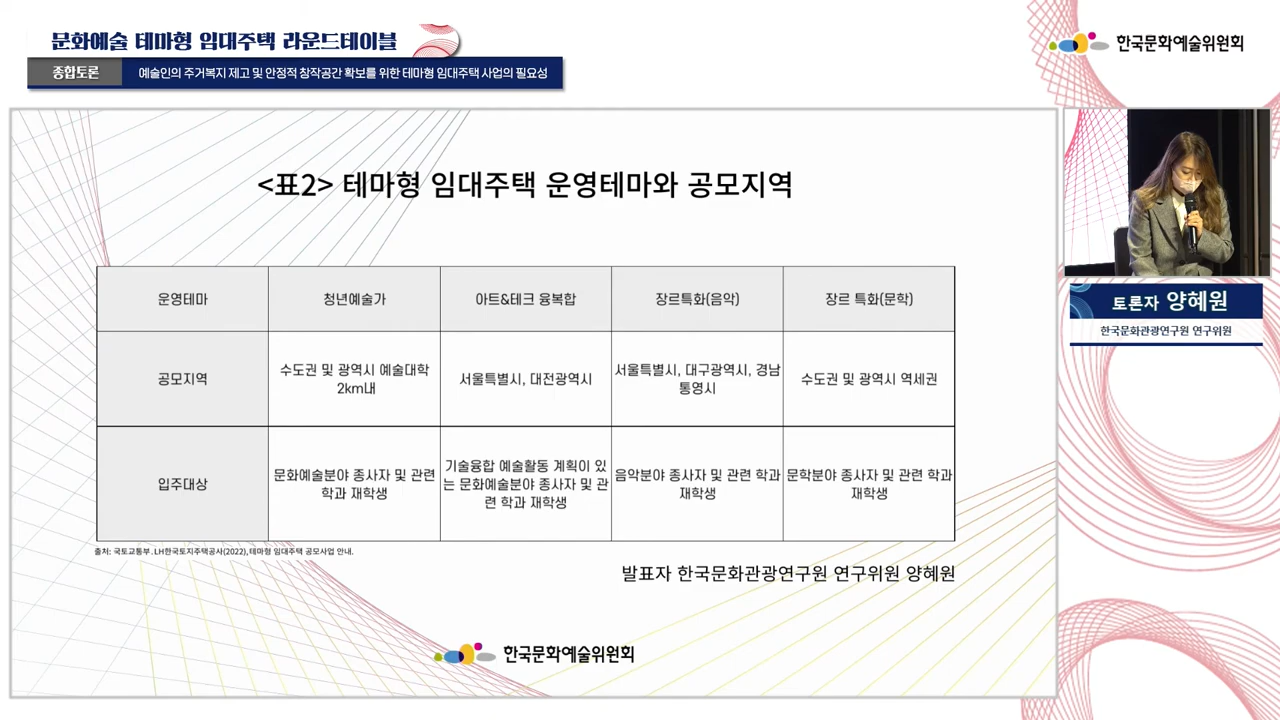 문화예술 테마형 임대주택 라운드테이블
종합토론
예술인의 주거복지 제고 및 안정적 창작공간 확보를 위한 테마형 임대주택 사업의 필요성
한국문화예술위원회
<표2> 테마형 임대주택 운영테마와 공모지역
운영테마
청년예술가
아트&테크 융복합
장르특화(음악)
장르 특화(문학)
공모지역
수도권 및 광역시 예술대학
2km내
서울특별시, 대전광역시
서울특별시, 대구광역시, 경남
통영시
수도권 및 광역시 역세권
입주대상
문화예술분야 종사자 및 관련
학과 재학생
기술융합 예술활동 계획이 있
는 문화예술분야 종사자 및 관
련 학과 재학생
음악분야 종사자 및 관련 학과
재학생
문학분야 종사자 및 관련 학과
재학생
출처: 국토교통부. LH한국토지주택공사(2022), 테마형 임대주택 공모사업 안내.
발표자 한국문화관광연구원 연구위원 양혜원
한국문화예술위원회
토론자 양혜원
한국문화관광연구원 연구위원